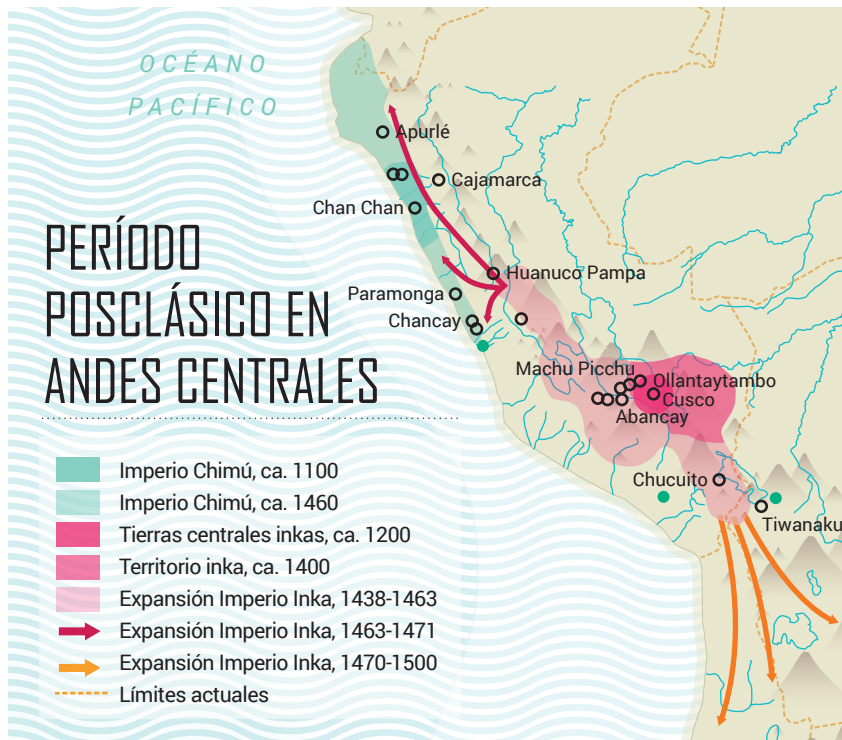 OCÉANO
PACÍFICO
Apurlé
Cajamarca
Chan Chan
PERÍODO
POSCLÁSICO EN
ANDES CENTRALES
Huanuco Pampa
Paramonga
Chancay
Machu Picchu
Ollantaytambo
Cusco
Abancay
Chucuito
Tiwanaku
Imperio Chimú, ca. 1100
Imperio Chimú, ca. 1460
Tierras centrales inkas, ca. 1200
Territorio inka, ca. 1400
Expansión Imperio Inka, 1438-1463
Expansión Imperio Inka, 1463-1471
Expansión Imperio Inka, 1470-1500
Límites actuales